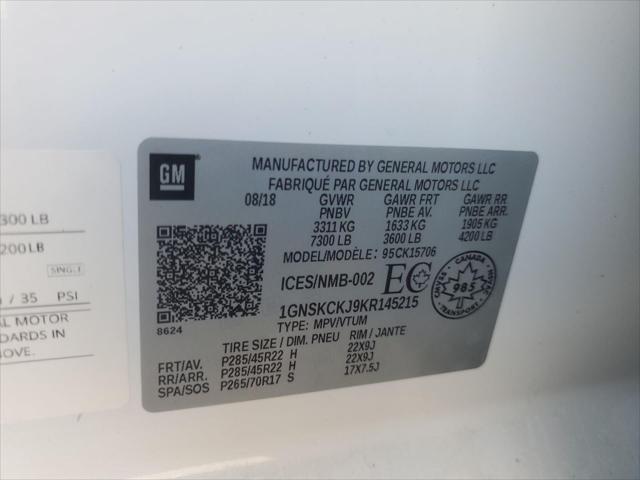 300 LB
200 LB
SINGLE
/ 35 PSI
MOTOR
DARDS IN
OVE.
GM
MANUFACTURED BY GENERAL MOTORS LLC
FABRIQUÉ PAR GENERAL MOTORS LLC
08/18 GVWR GAWR FRT GAWR RR
PNBV PNBE AV. PNBE ARR.
3311 KG 1633 KG 1905 KG
7300 LB 3600 LB 4200 LB
MODEL/MODÈLE: 95CK15706
ICES/NMB-002 EC
CANADA
985
1GNSKCKJ9KR145215
8624
TYPE: MPV/VTUM
TIRE SIZE / DIM. PNEU RIM / JANTE
FRT/AV. P285/45R22 H 22X9J
RR/ARR. P285/45R22 H 22X9J
SPA/SOS P265/70R17 S 17X7.5J